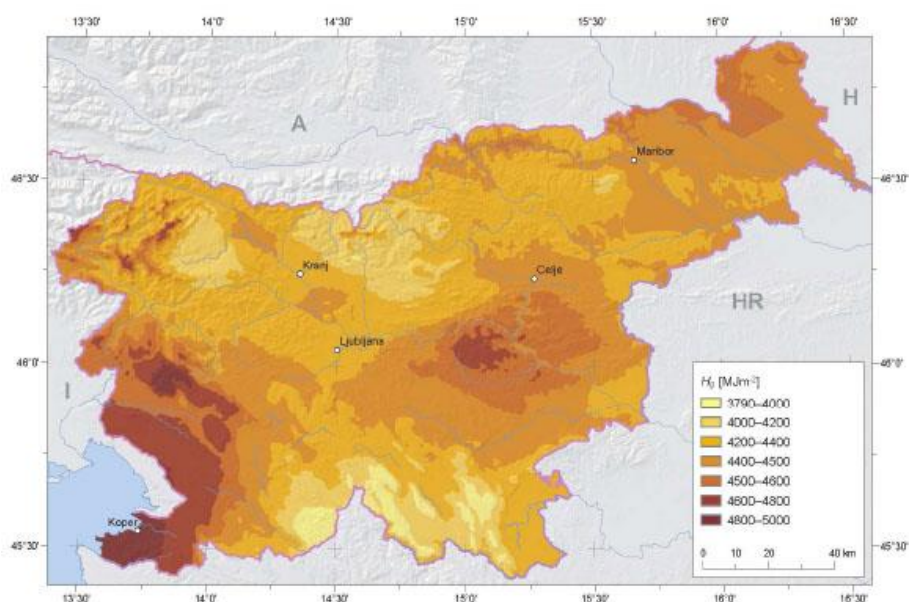 13°30' 14°0' 14°30' 15°0' 15°30' 16°0' 16°30'
H
A
Maribor
46°30' 46°30'
Kranj
Celje
HR
Ljubljana
46°0' 46°0'
I
H₀ [MJm⁻²]
3790–4000
4000–4200
4200–4400
4400–4500
4500–4600
4600–4800
4800–5000
Koper
45°30' 45°30'
0 10 20 40 km
13°30' 14°0' 14°30' 15°0' 15°30' 16°0' 16°30'